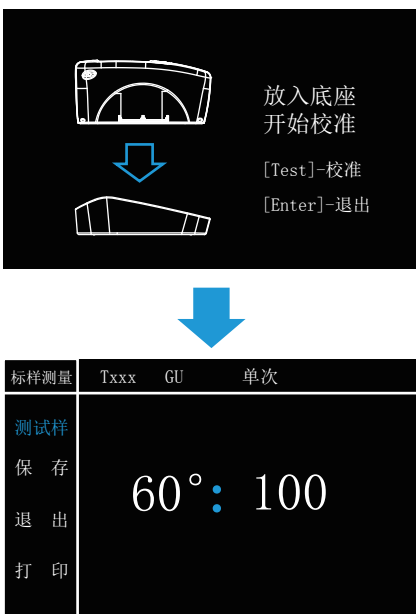 放入底座
开始校准
[Test]-校准
[Enter]-退出
标样测量 Txxx GU 单次
测试样
保 存
退 出
打 印
60°: 100